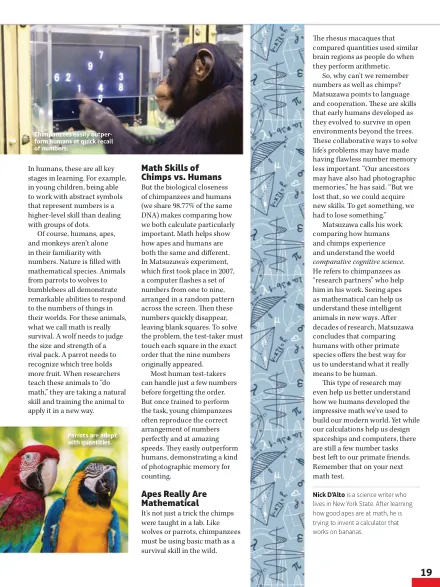 7
9
6 2 1 3
8
4 5
Chimpanzees easily outper-
form humans at quick recall
of numbers.
In humans, these are all key
stages in learning. For example,
in young children, being able
to work with abstract symbols
that represent numbers is a
higher-level skill than dealing
with groups of dots.
Of course, humans, apes,
and monkeys aren't alone
in their familiarity with
numbers. Nature is filled with
mathematical species. Animals
from parrots to wolves to
bumblebees all demonstrate
remarkable abilities to respond
to the numbers of things in
their worlds. For these animals,
what we call math is really
survival. A wolf needs to judge
the size and strength of a
rival pack. A parrot needs to
recognize which tree holds
more fruit. When researchers
teach these animals to "do
math," they are taking a natural
skill and training the animal to
apply it in a new way.
Parrots are adept
with quantities.
Math Skills of
Chimps vs. Humans
But the biological closeness
of chimpanzees and humans
(we share 98.77% of the same
DNA) makes comparing how
we both calculate particularly
important. Math helps show
how apes and humans are
both the same and different.
In Matsuzawa's experiment,
which first took place in 2007,
a computer flashes a set of
numbers from one to nine,
arranged in a random pattern
across the screen. Then these
numbers quickly disappear,
leaving blank squares. To solve
the problem, the test-taker must
touch each square in the exact
order that the nine numbers
originally appeared.
Most human test-takers
can handle just a few numbers
before forgetting the order.
But once trained to perform
the task, young chimpanzees
often reproduce the correct
arrangement of numbers
perfectly and at amazing
speeds. They easily outperform
humans, demonstrating a kind
of photographic memory for
counting.
Apes Really Are
Mathematical
It's not just a trick the chimps
were taught in a lab. Like
wolves or parrots, chimpanzees
must be using basic math as a
survival skill in the wild.
The rhesus macaques that
compared quantities used similar
brain regions as people do when
they perform arithmetic.
So, why can't we remember
numbers as well as chimps?
Matsuzawa points to language
and cooperation. These are skills
that early humans developed as
they evolved to survive in open
environments beyond the trees.
These collaborative ways to solve
life's problems may have made
having flawless number memory
less important. "Our ancestors
may have also had photographic
memories," he has said. "But we
lost that, so we could acquire
new skills. To get something, we
had to lose something."
Matsuzawa calls his work
comparing how humans
and chimps experience
and understand the world
comparative cognitive science.
He refers to chimpanzees as
"research partners" who help
him in his work. Seeing apes
as mathematical can help us
understand these intelligent
animals in new ways. After
decades of research, Matsuzawa
concludes that comparing
humans with other primate
species offers the best way for
us to understand what it really
means to be human.
This type of research may
even help us better understand
how we humans developed the
impressive math we've used to
build our modern world. Yet while
our calculations help us design
spaceships and computers, there
are still a few number tasks
best left to our primate friends.
Remember that on your next
math test.
Nick D'Alto is a science writer who
lives in New York State. After learning
how good apes are at math, he is
trying to invent a calculator that
works on bananas.
19